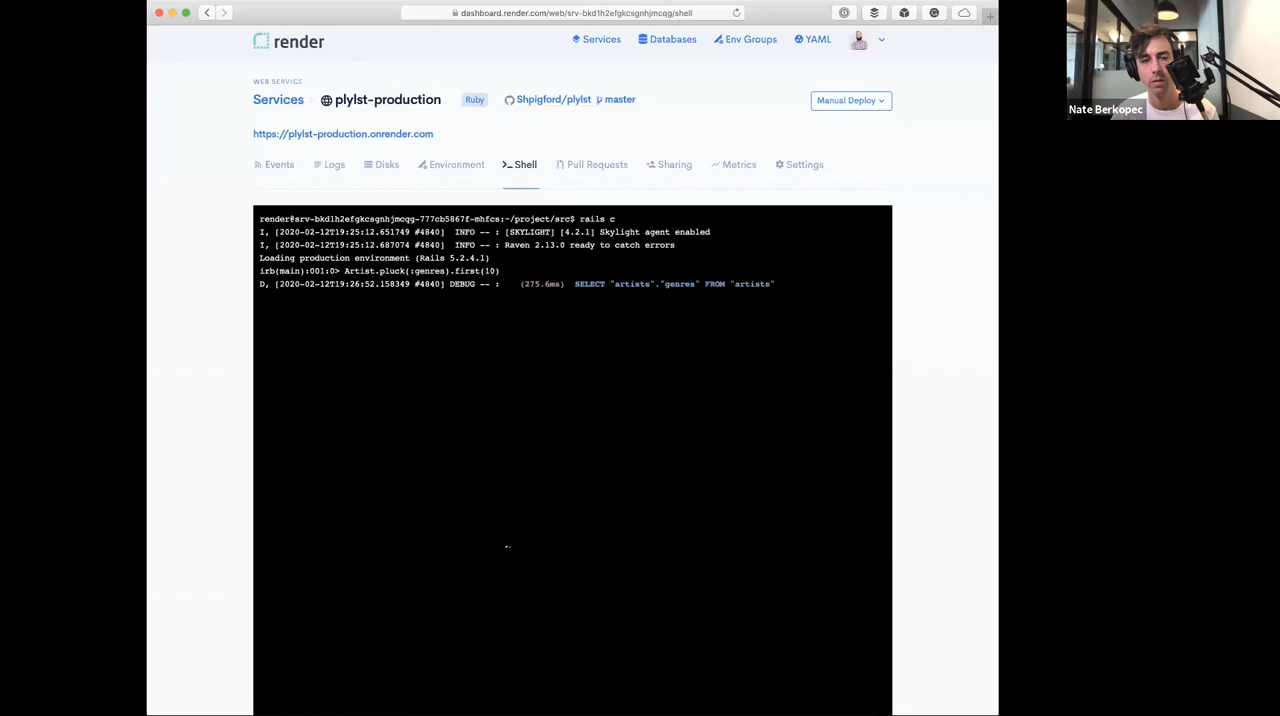 dashboard.render.com/web/srv-bkd1h2efgkcsgnhjmcqg/shell
render
Services Databases Env Groups YAML
WEB SERVICE
Services plylst-production Ruby Shpigford/plylst master Manual Deploy
https://plylst-production.onrender.com
Events Logs Disks Environment Shell Pull Requests Sharing Metrics Settings
render@srv-bkd1h2efgkcsgnhjmcqg-777cb5867f-mhfcs:~/project/src$ rails c
I, [2020-02-12T19:25:12.651749 #4840]  INFO -- : [SKYLIGHT] [4.2.1] Skylight agent enabled
I, [2020-02-12T19:25:12.687074 #4840]  INFO -- : Raven 2.13.0 ready to catch errors
Loading production environment (Rails 5.2.4.1)
irb(main):001:0> Artist.pluck(:genres).first(10)
D, [2020-02-12T19:26:52.158349 #4840] DEBUG -- :    (275.6ms)  SELECT "artists"."genres" FROM "artists"
Nate Berkopec